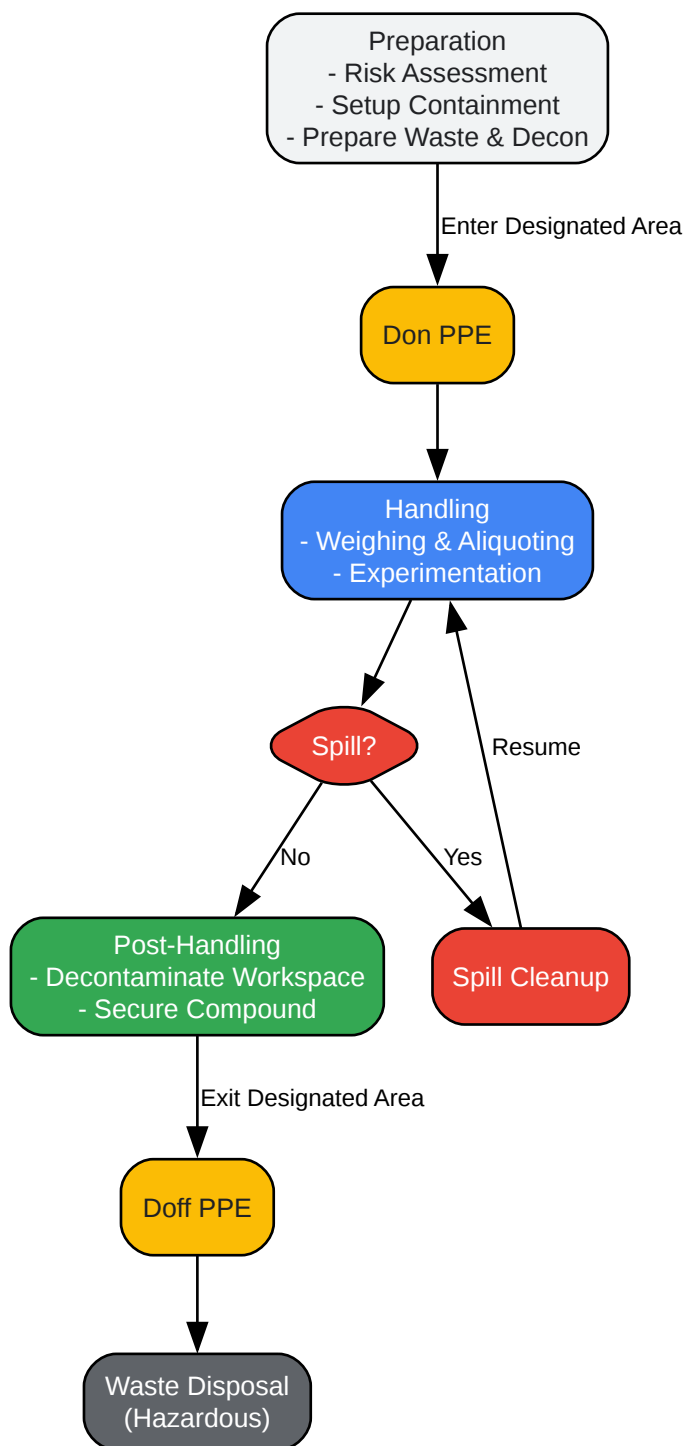 Preparation
- Risk Assessment
- Setup Containment
- Prepare Waste & Decon
Enter Designated Area
Don PPE
Handling
- Weighing & Aliquoting
- Experimentation
Spill?
Resume
No
Yes
Post-Handling
- Decontaminate Workspace
- Secure Compound
Spill Cleanup
Exit Designated Area
Doff PPE
Waste Disposal
(Hazardous)